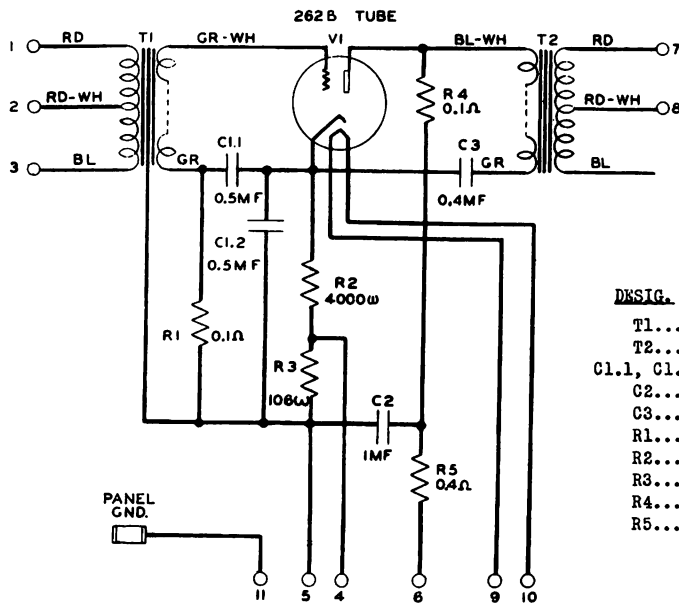 262B TUBE
1 RD T1 GR-WH V1 BL-WH T2 RD 7
2 RD-WH R4 0.1Ω RD-WH 8
3 BL GR C1.1 0.5MF C3 0.4MF GR BL
C1.2
0.5MF
R2
4000ω
R1 0.1Ω
R3
106ω
C2
1MF
R5
0.4Ω
PANEL
GND.
11 5 4 6 9 10
DESIG.
T1...
T2...
C1.1, C1.
C2...
C3...
R1...
R2...
R3...
R4...
R5...